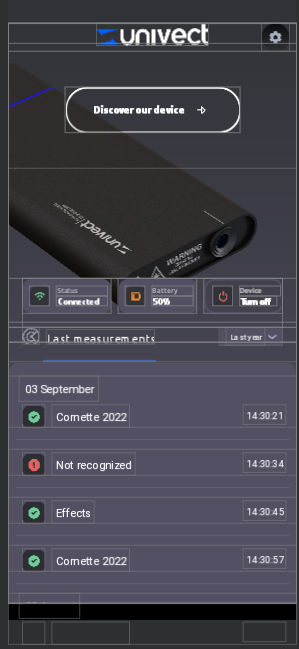 univect
Discover our device
univect
WARNING
Status
Connected
Battery
50%
Device
Turn off
Last measurements
Last year
03 September
Cornette 2022
14:30:21
Not recognized
14:30:34
Effects
14:30:45
Cornette 2022
14:30:57